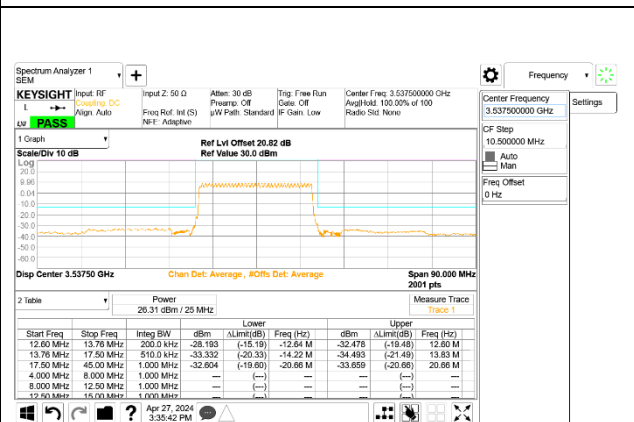 Spectrum Analyzer 1
SEM
Frequency
KEYSIGHT
Input: RF
Coupling: DC
Align: Auto
Input Z: 50 Ω
Freq Ref: Int (S)
NFE: Adaptive
Atten: 30 dB
Preamp: Off
µW Path: Standard
Trig: Free Run
Gate: Off
IF Gain: Low
Center Freq: 3.537500000 GHz
Avg|Hold: 100.00% of 100
Radio Std: None
L
PASS
Center Frequency
3.537500000 GHz
Settings
CF Step
10.500000 MHz
Auto
Man
Freq Offset
0 Hz
1 Graph
Scale/Div 10 dB
Ref Lvl Offset 20.82 dB
Ref Value 30.0 dBm
Log
20.0
0.04
-10.0
-20.0
-30.0
-40.0
-50.0
-60.0
Disp Center 3.53750 GHz
Chan Det: Average , #Offs Det: Average
Span 90.000 MHz
2001 pts
2 Table
Power
26.31 dBm / 25 MHz
Measure Trace
Trace 1
Lower Upper
Start Freq Stop Freq Integ BW dBm ΔLimit(dB) Freq (Hz) dBm ΔLimit(dB) Freq (Hz)
12.60 MHz 13.76 MHz 200.0 kHz -28.193 (-15.19) -12.64 M -32.478 (-19.48) 12.60 M
13.76 MHz 17.50 MHz 510.0 kHz -33.332 (-20.33) -14.22 M -34.493 (-21.49) 13.83 M
17.50 MHz 45.00 MHz 1.000 MHz -32.604 (-19.60) -20.66 M -33.659 (-20.66) 20.66 M
4.000 MHz 8.000 MHz 1.000 MHz --- (---) --- --- (---) ---
8.000 MHz 12.50 MHz 1.000 MHz --- (---) --- --- (---) ---
12.50 MHz 15.00 MHz 1.000 MHz --- (---) --- --- (---) ---
Apr 27, 2024
3:35:42 PM